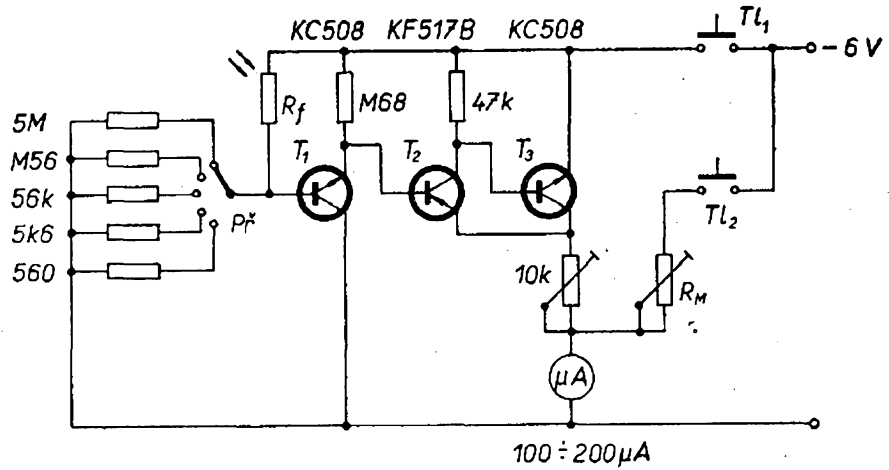 KC508 KF517B KC508
Tl₁
- 6 V
Rf
M68
47k
5M
M56
56k
5k6
560
Př
T₁
T₂
T₃
Tl₂
10k
RM
µA
100÷200µA